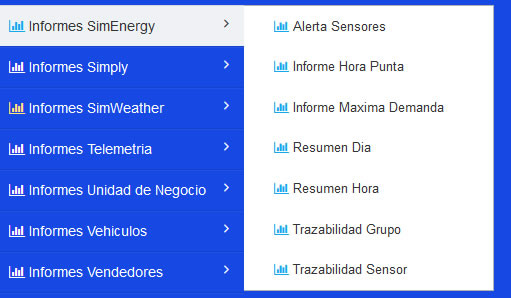 Informes SimEnergy
Informes Simply
Informes SimWeather
Informes Telemetria
Informes Unidad de Negocio
Informes Vehiculos
Informes Vendedores
Alerta Sensores
Informe Hora Punta
Informe Maxima Demanda
Resumen Dia
Resumen Hora
Trazabilidad Grupo
Trazabilidad Sensor